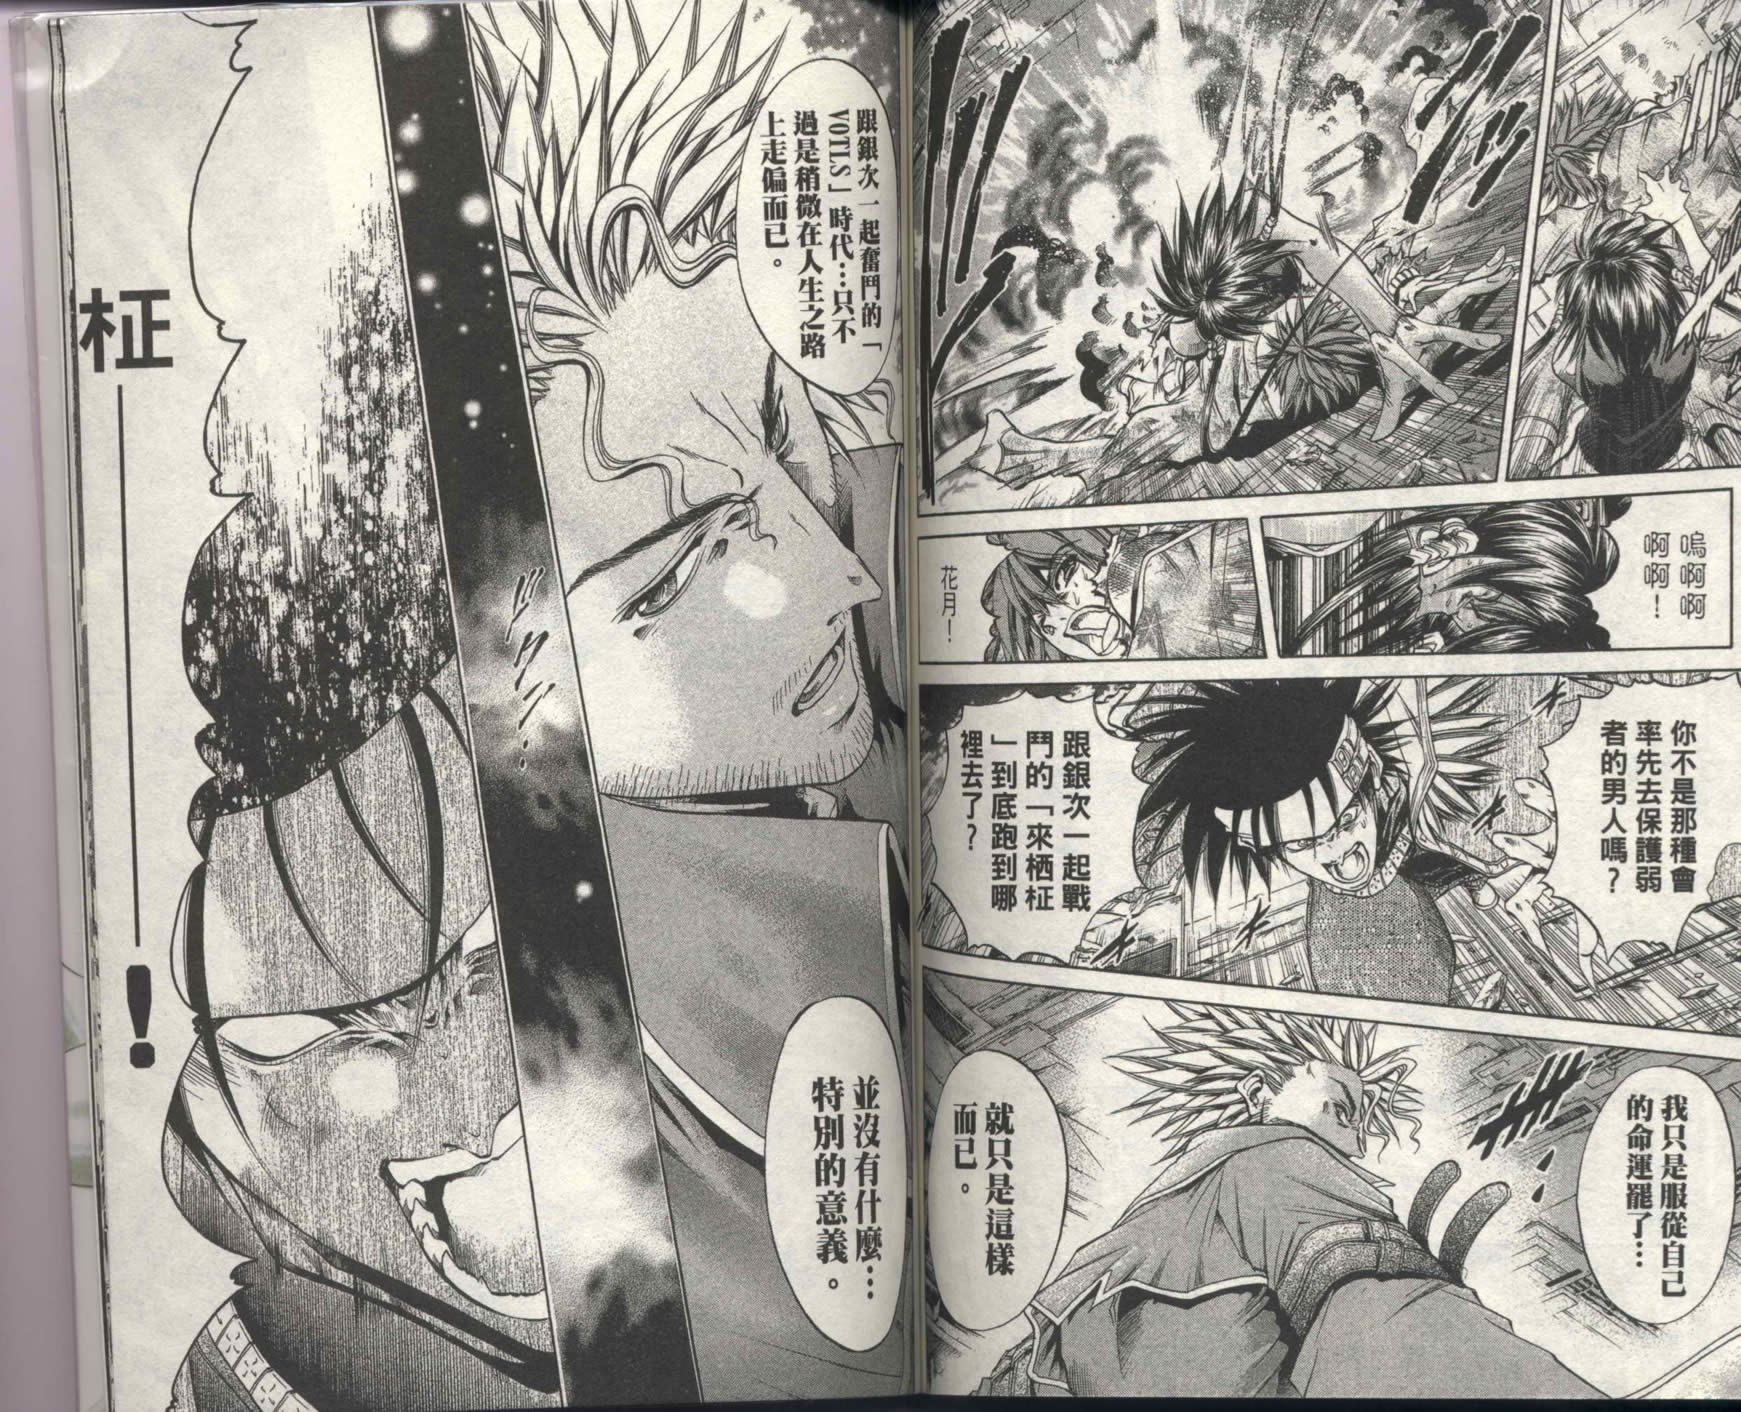 嗚啊啊
啊啊！
花月！
你不是那種會
率先去保護弱
者的男人嗎？
跟銀次一起戰
鬥的「來栖柾
」到底跑到哪
裡去了？
我只是服從自己
的命運罷了…
就只是這樣
而已。
跟銀次一起奮鬥的「
VOTLS」時代…只不
過是稍微在人生之路
上走偏而已。
並沒有什麼…
特別的意義。
柾——！